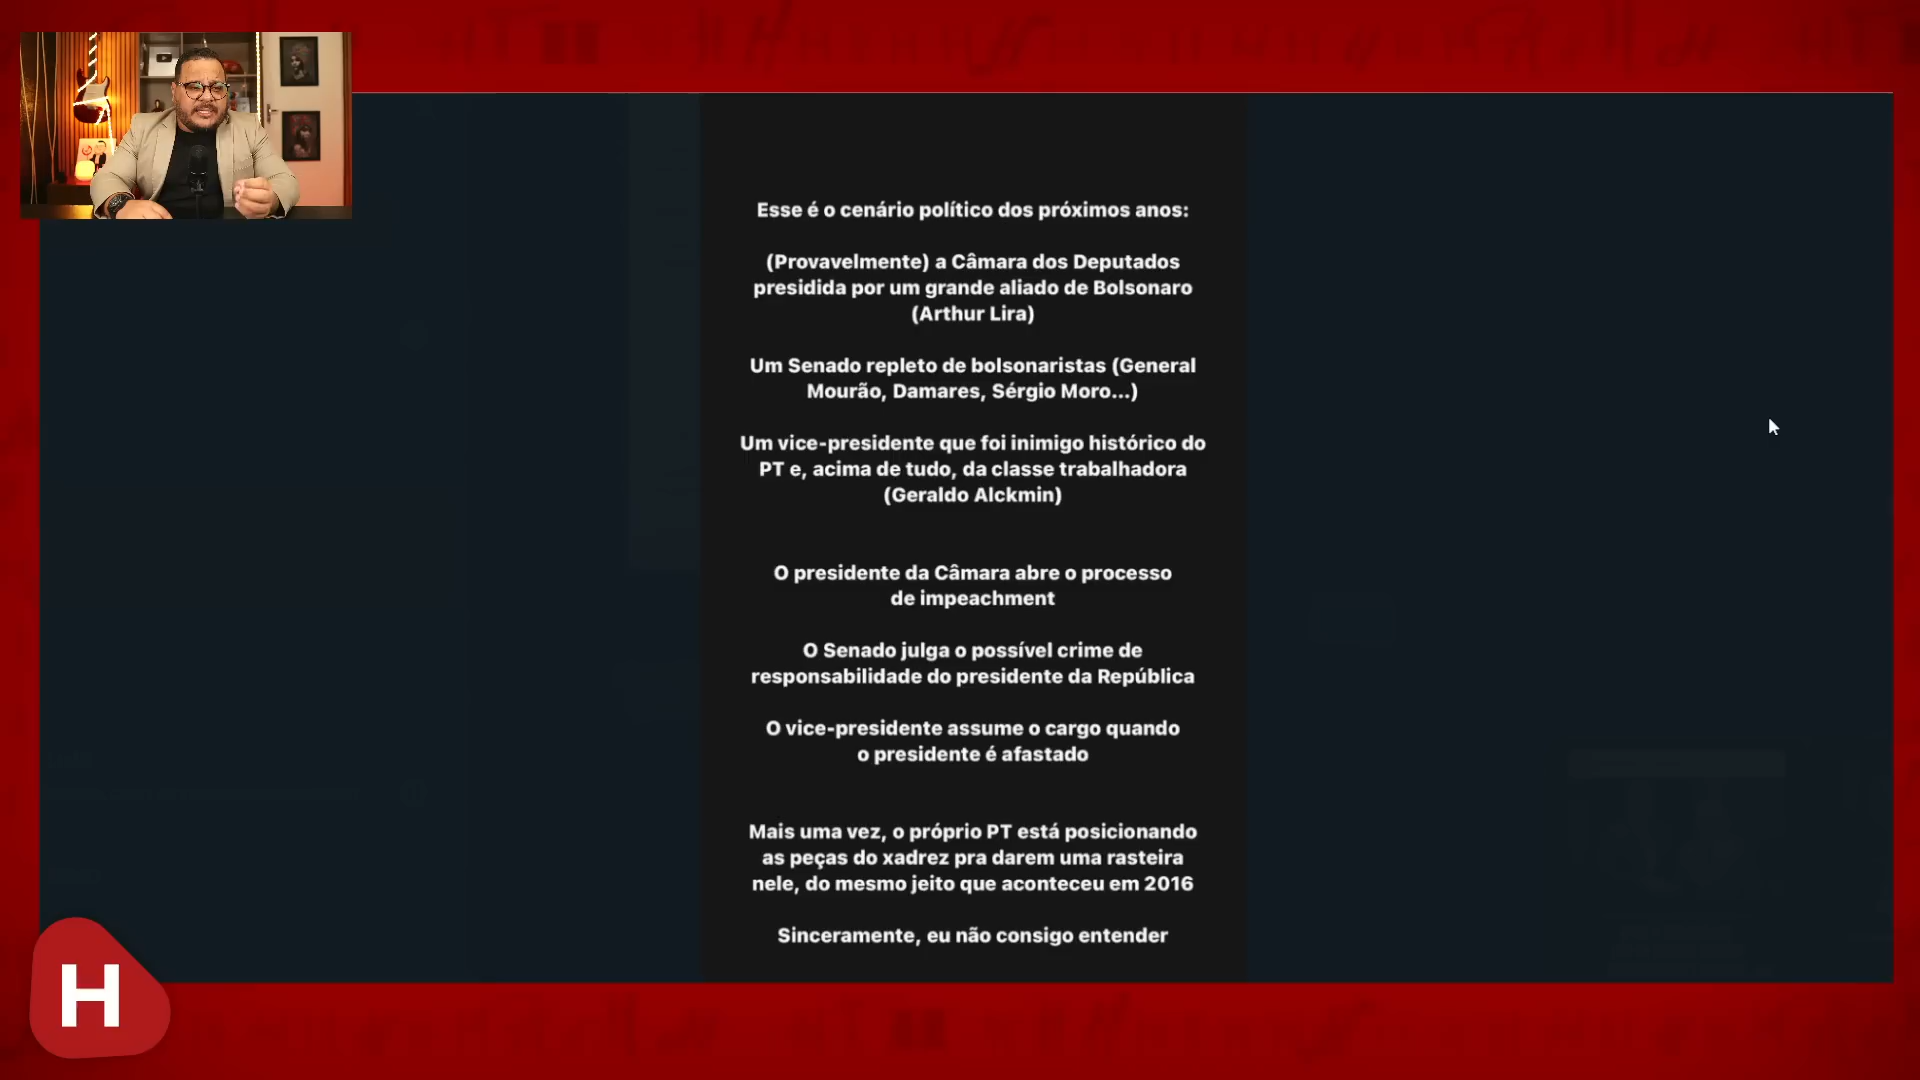 Esse é o cenário político dos próximos anos:
(Provavelmente) a Câmara dos Deputados
presidida por um grande aliado de Bolsonaro
(Arthur Lira)
Um Senado repleto de bolsonaristas (General
Mourão, Damares, Sérgio Moro...)
Um vice-presidente que foi inimigo histórico do
PT e, acima de tudo, da classe trabalhadora
(Geraldo Alckmin)
O presidente da Câmara abre o processo
de impeachment
O Senado julga o possível crime de
responsabilidade do presidente da República
O vice-presidente assume o cargo quando
o presidente é afastado
Mais uma vez, o próprio PT está posicionando
as peças do xadrez pra darem uma rasteira
nele, do mesmo jeito que aconteceu em 2016
Sinceramente, eu não consigo entender
H